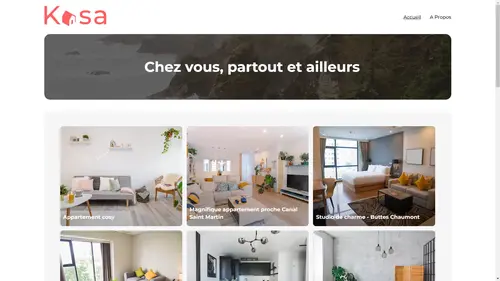 Kasa
Accueil
A Propos
Chez vous, partout et ailleurs
Appartement cosy
Magnifique appartement proche Canal
Saint Martin
Studio de charme - Buttes Chaumont